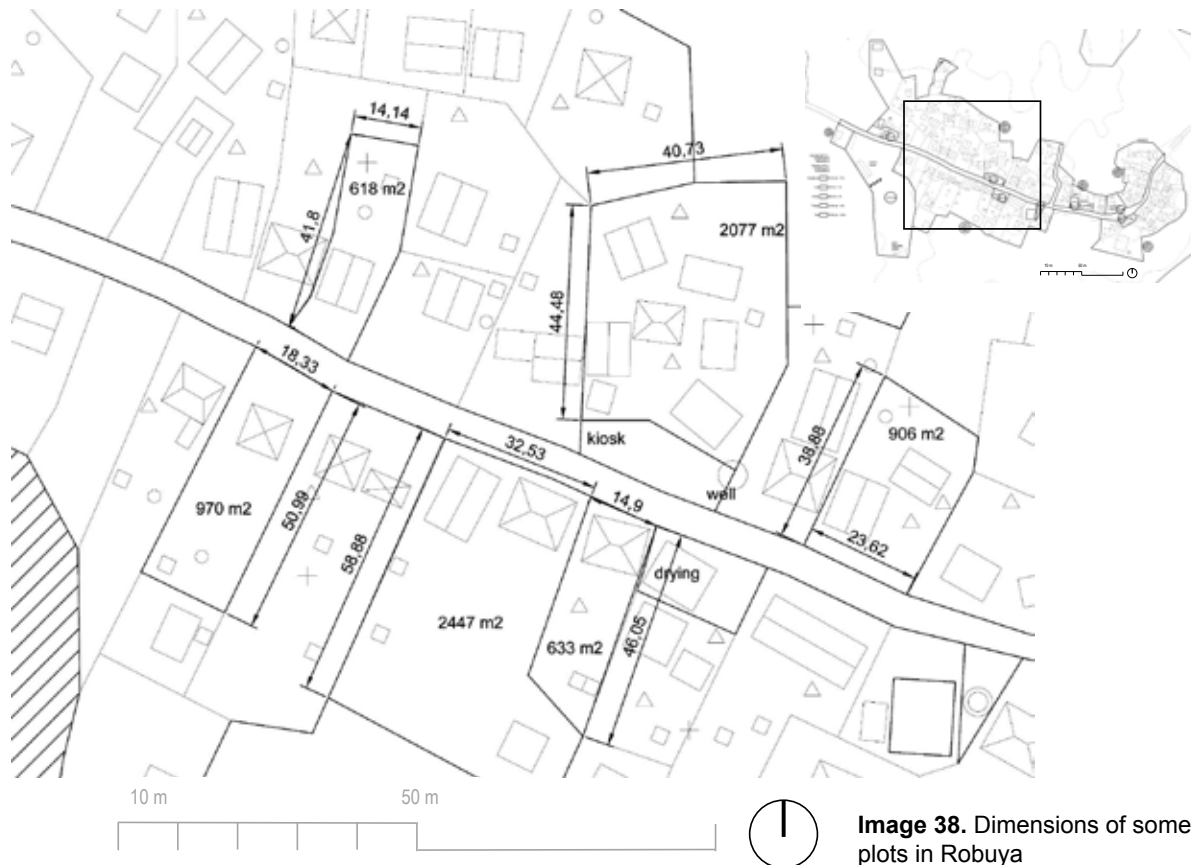 14,14
40,73
618 m2
41,8
2077 m2
44,48
18,33
kiosk
32,53
38,88
906 m2
well
14,9
970 m2
50,99
23,62
58,88
drying
2447 m2
633 m2
46,05
10 m
50 m
Image 38. Dimensions of some
plots in Robuya